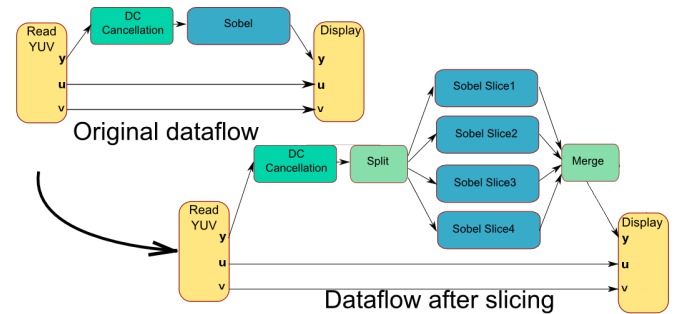 Read
YUV
y
u
v
DC
Cancellation
Sobel
Display
y
u
v
Original dataflow
Read
YUV
y
u
v
DC
Cancellation
Split
Sobel Slice1
Sobel Slice2
Sobel Slice3
Sobel Slice4
Merge
Display
y
u
v
Dataflow after slicing